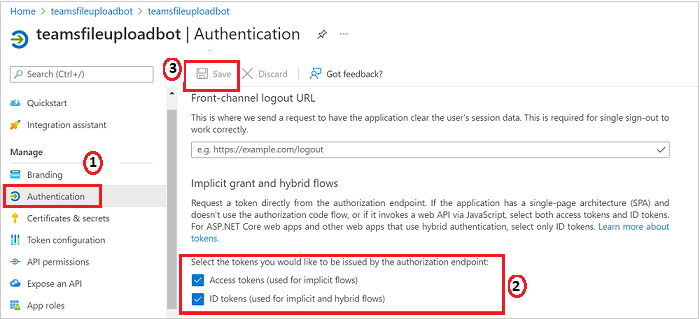 Home > teamsfileuploadbot > teamsfileuploadbot
teamsfileuploadbot | Authentication
3
Search (Ctrl+/)
Save
Discard
Got feedback?
Quickstart
Integration assistant
Manage
1
Branding
Authentication
Certificates & secrets
Token configuration
API permissions
Expose an API
App roles
Front-channel logout URL
This is where we send a request to have the application clear the user's session data. This is required for single sign-out to
work correctly.
e.g. https://example.com/logout
Implicit grant and hybrid flows
Request a token directly from the authorization endpoint. If the application has a single-page architecture (SPA) and
doesn't use the authorization code flow, or if it invokes a web API via JavaScript, select both access tokens and ID tokens.
For ASP.NET Core web apps and other web apps that use hybrid authentication, select only ID tokens. Learn more about
tokens.
Select the tokens you would like to be issued by the authorization endpoint:
Access tokens (used for implicit flows)
ID tokens (used for implicit and hybrid flows)
2